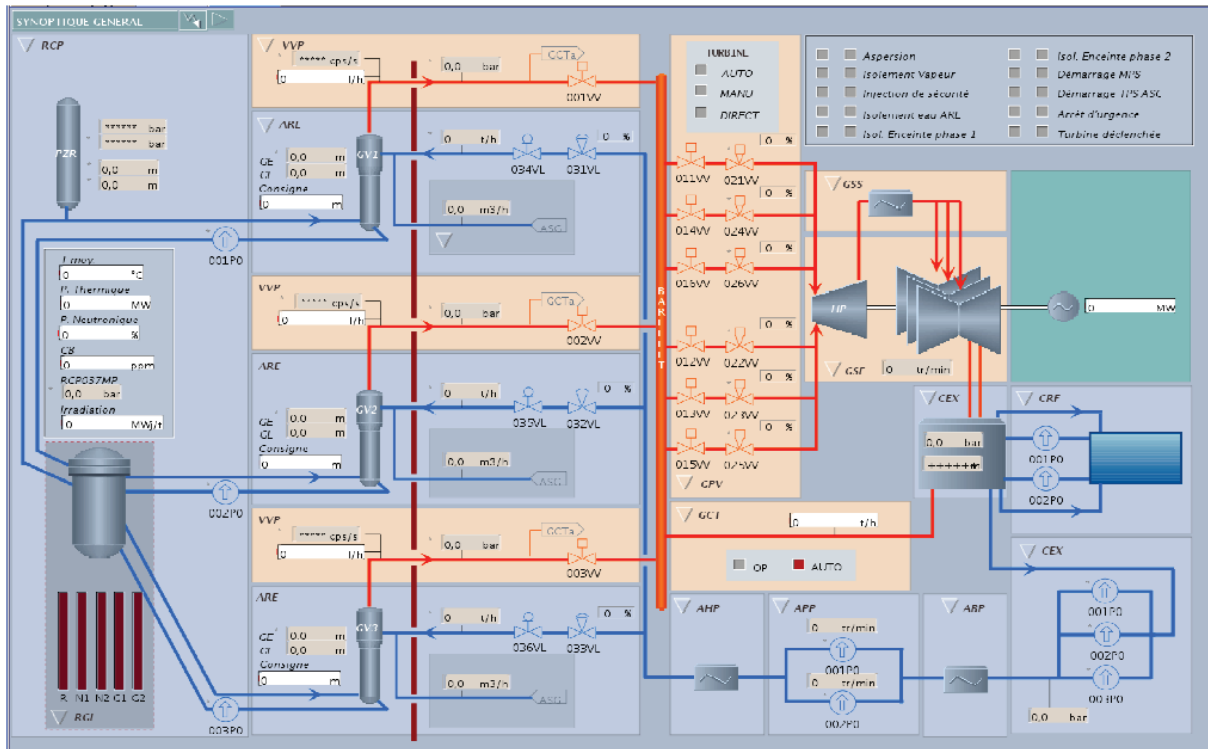 SYNOPTIQUE GENERAL
RCP
PZR
****** bar
****** bar
0,0 m
0,0 m
001PO
T moy.
0 °C
P. Thermique
0 MW
P. Neutronique
0 %
CB
0 ppm
RCP037MP
0,0 bar
Irradiation
0 MWj/t
002PO
R N1 N2 G1 G2
RGL
003PO
VVP
***** cps/s
0 t/h
0,0 bar
GCTa
001VV
ARE
GV1
0 t/h
0 %
034VL 031VL
GE 0,0 m
0,0 m
Consigne
0 m
0,0 m3/h
ASG
VVP
***** cps/s
0 t/h
0,0 bar
GCTa
002VV
ARE
GV2
0 t/h
0 %
035VL 032VL
GE 0,0 m
GL 0,0 m
Consigne
0 m
0,0 m3/h
ASG
VVP
***** cps/s
0 t/h
0,0 bar
GCTa
003VV
ARE
GV3
0 t/h
0 %
036VL 033VL
GE 0,0 m
0,0 m
Consigne
0 m
0,0 m3/h
ASG
BARILLET
TURBINE
AUTO
MANU
DIRECT
0 %
011VV 021VV
0 %
014VV 024VV
0 %
016VV 026VV
0 %
012VV 022VV
0 %
013VV 023VV
0 %
015VV 025VV
GPV
Aspersion
Isolement Vapeur
Injection de sécurité
Isolement eau ARE
Isol. Enceinte phase 1
Isol. Enceinte phase 2
Démarrage MPS
Démarrage TPS ASG
Arrêt d'urgence
Turbine déclenchée
GSS
HP
GSE
0 tr/min
0 MW
GCT
0 t/h
OP AUTO
CEX
0,0 bar
CRF
001PO
002PO
AHP
APP
0 tr/min
001PO
0 tr/min
002PO
ABP
CEX
001PO
002PO
003PO
0,0 bar